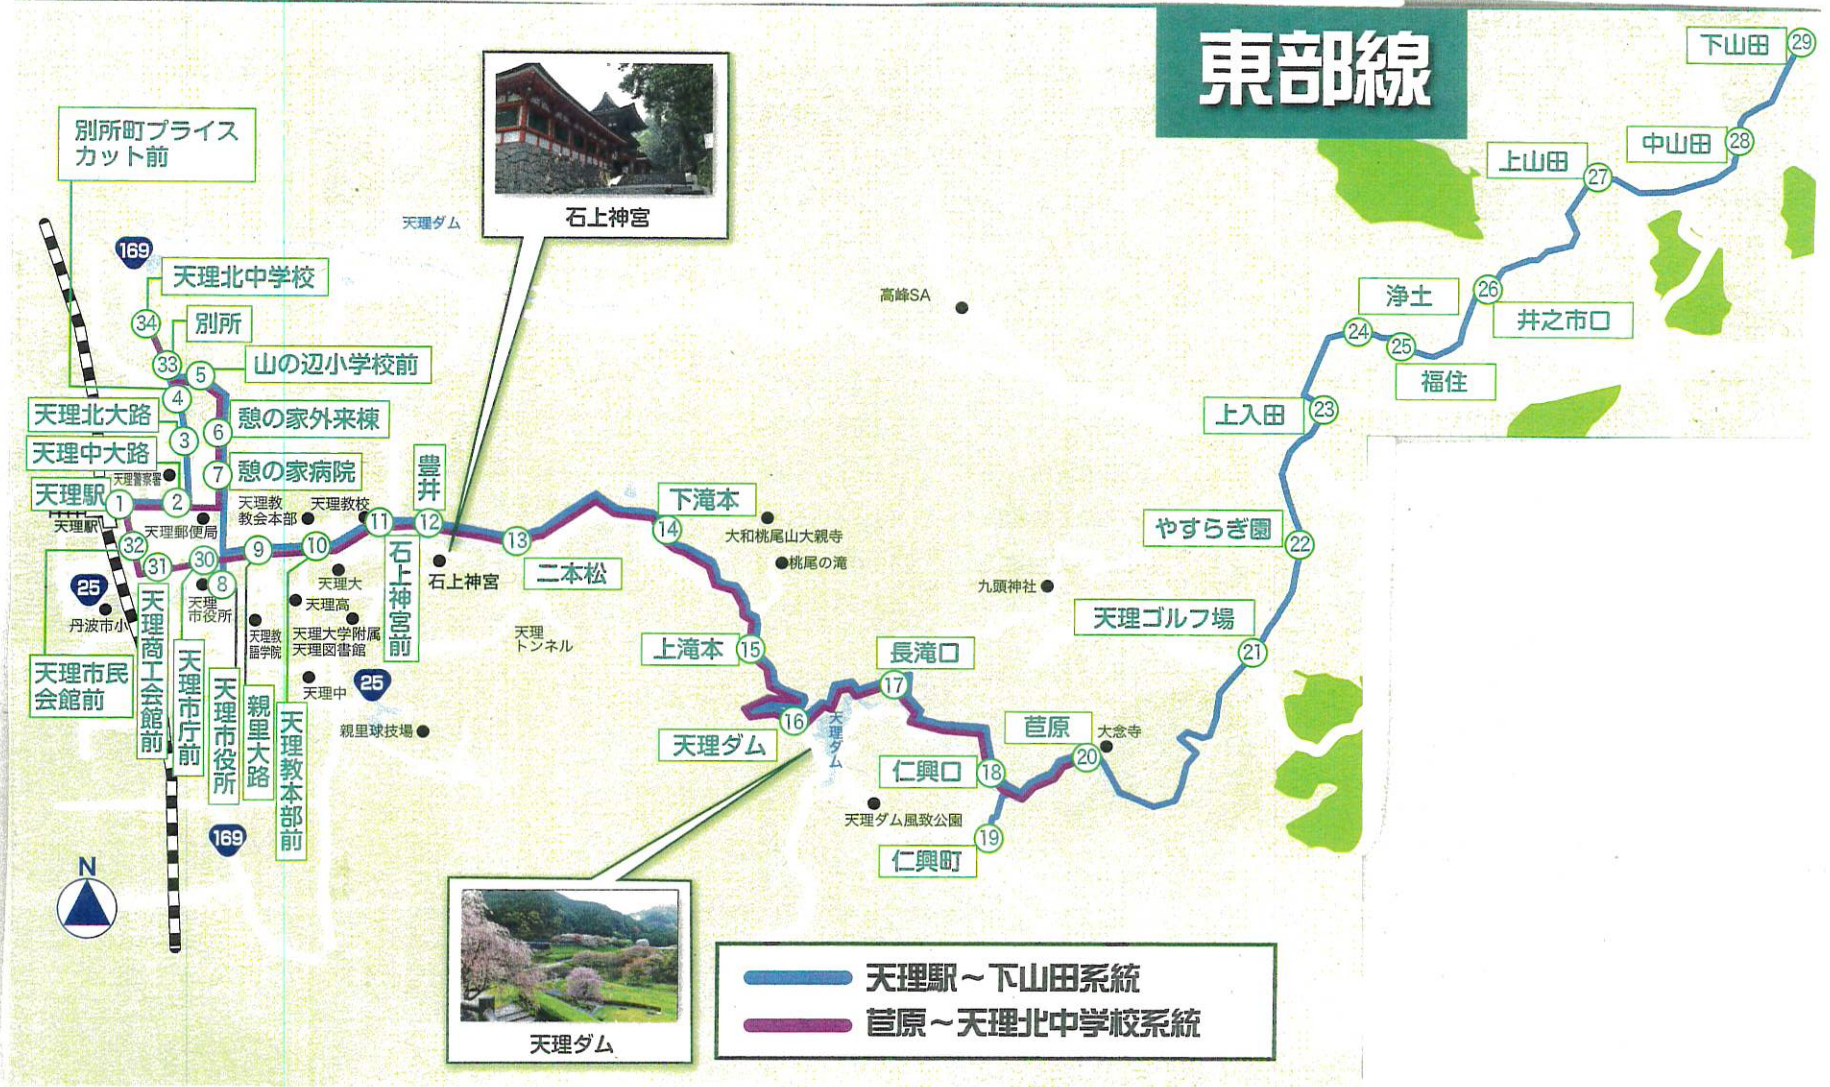 東部線
下山田
29
中山田
28
上山田
27
別所町プライス
カット前
石上神宮
天理ダム
169
天理北中学校
34
別所
33
5
山の辺小学校前
4
天理北大路
3
憩の家外来棟
6
天理中大路
天理警察署
7
憩の家病院
天理駅
1
2
天理駅
天理郵便局
天理教
教会本部
天理教校
豊井
11
12
石上神宮前
13
二本松
14
下滝本
大和桃尾山大親寺
桃尾の滝
高峰SA
九頭神社
浄土
24
25
福住
26
井之市口
上入田
23
やすらぎ園
22
天理ゴルフ場
21
32
31
30
8
9
10
石上神宮
天理大
天理高
天理
市役所
天理教
語学院
天理大学附属
天理図書館
天理中
25
25
丹波市小
天理
トンネル
親里球技場
天理市民
会館前
天理商工会館前
天理市庁前
天理市役所
親里大路
天理教本部前
169
上滝本
15
16
天理ダム
天理ダム
長滝口
17
仁興口
18
19
仁興町
苣原
20
大念寺
天理ダム風致公園
N
天理ダム
天理駅～下山田系統
苣原～天理北中学校系統